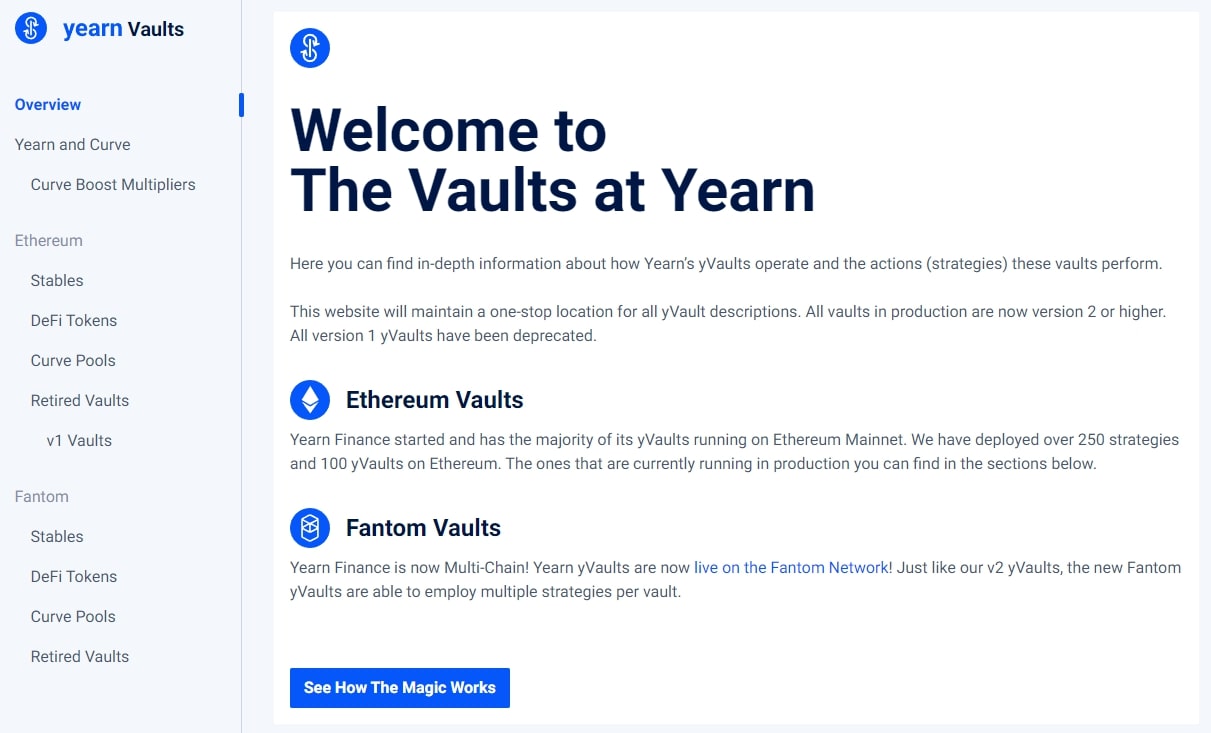 yearn Vaults
Overview
Yearn and Curve
Curve Boost Multipliers
Ethereum
Stables
DeFi Tokens
Curve Pools
Retired Vaults
v1 Vaults
Fantom
Stables
DeFi Tokens
Curve Pools
Retired Vaults
Welcome to
The Vaults at Yearn
Here you can find in-depth information about how Yearn’s yVaults operate and the actions (strategies) these vaults perform.
This website will maintain a one-stop location for all yVault descriptions. All vaults in production are now version 2 or higher.
All version 1 yVaults have been deprecated.
Ethereum Vaults
Yearn Finance started and has the majority of its yVaults running on Ethereum Mainnet. We have deployed over 250 strategies
and 100 yVaults on Ethereum. The ones that are currently running in production you can find in the sections below.
Fantom Vaults
Yearn Finance is now Multi-Chain! Yearn yVaults are now live on the Fantom Network! Just like our v2 yVaults, the new Fantom
yVaults are able to employ multiple strategies per vault.
See How The Magic Works